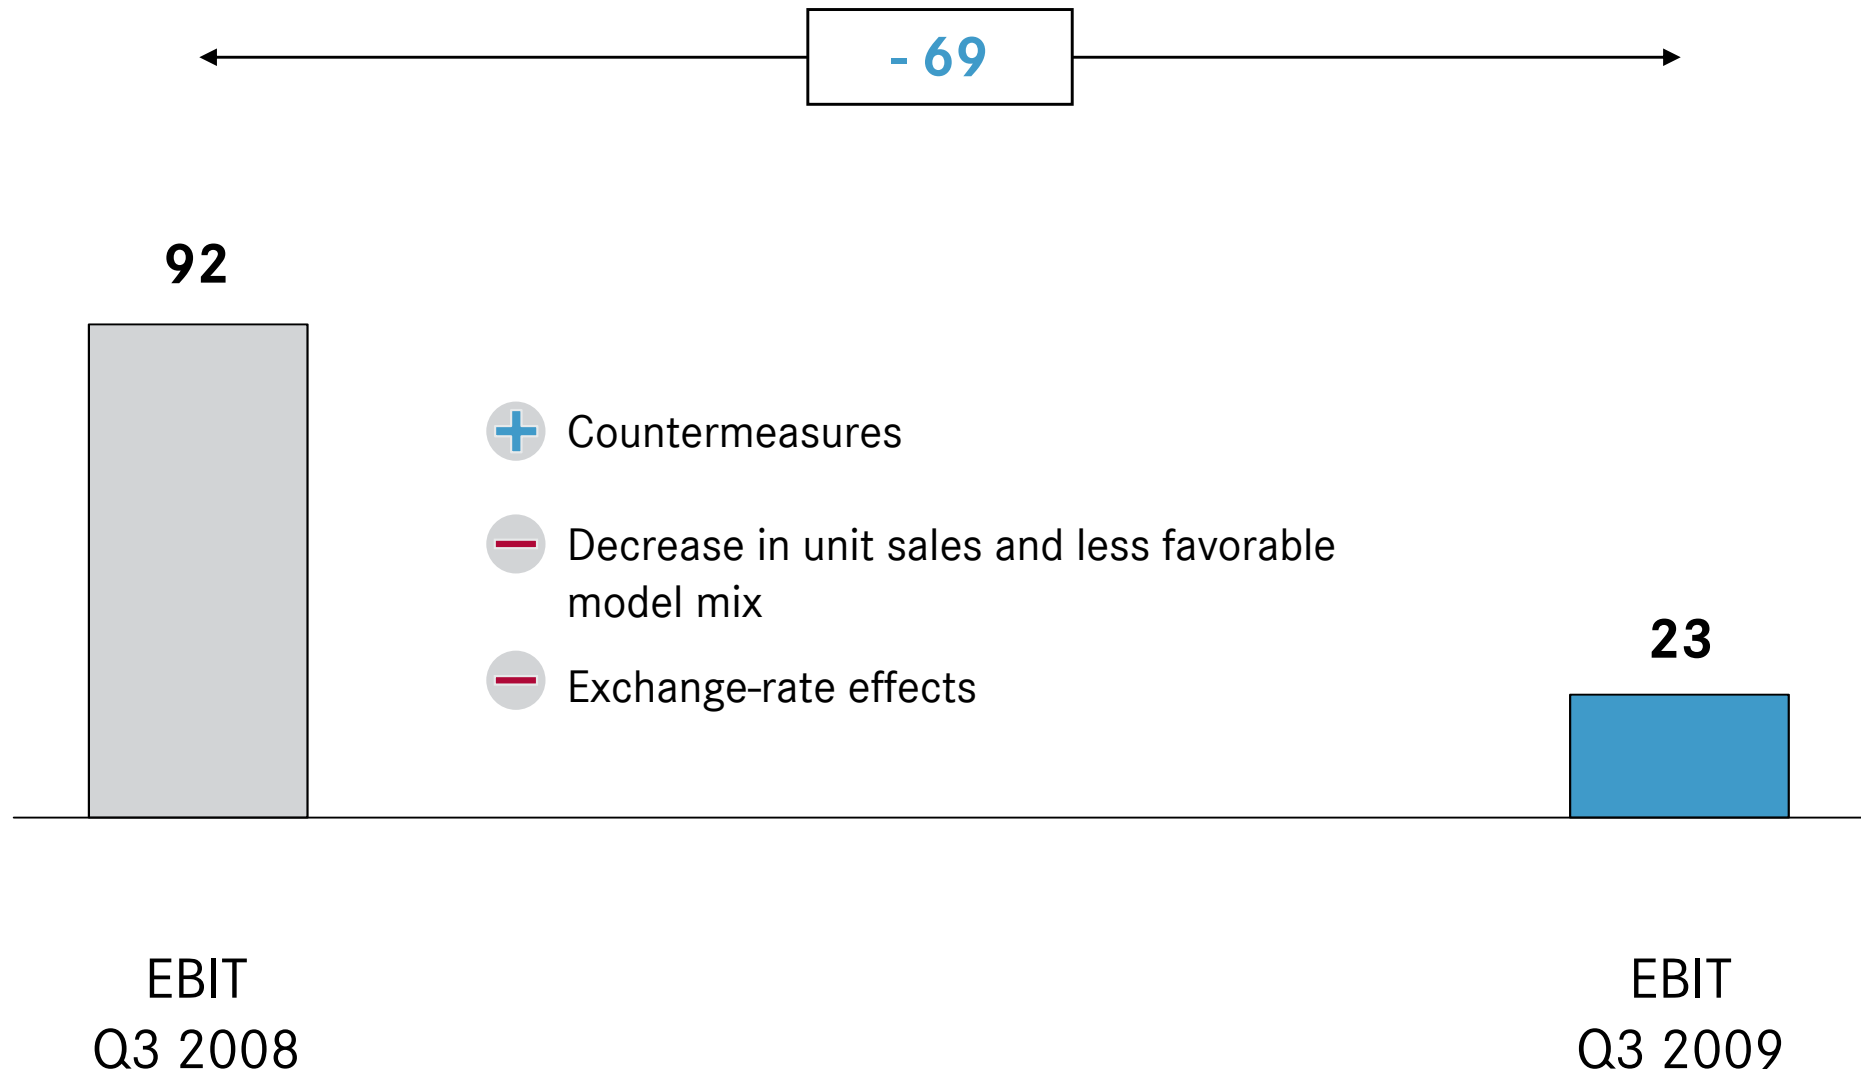 - 69
92
Countermeasures
Decrease in unit sales and less favorable
model mix
Exchange-rate effects
23
EBIT
Q3 2008
EBIT
Q3 2009